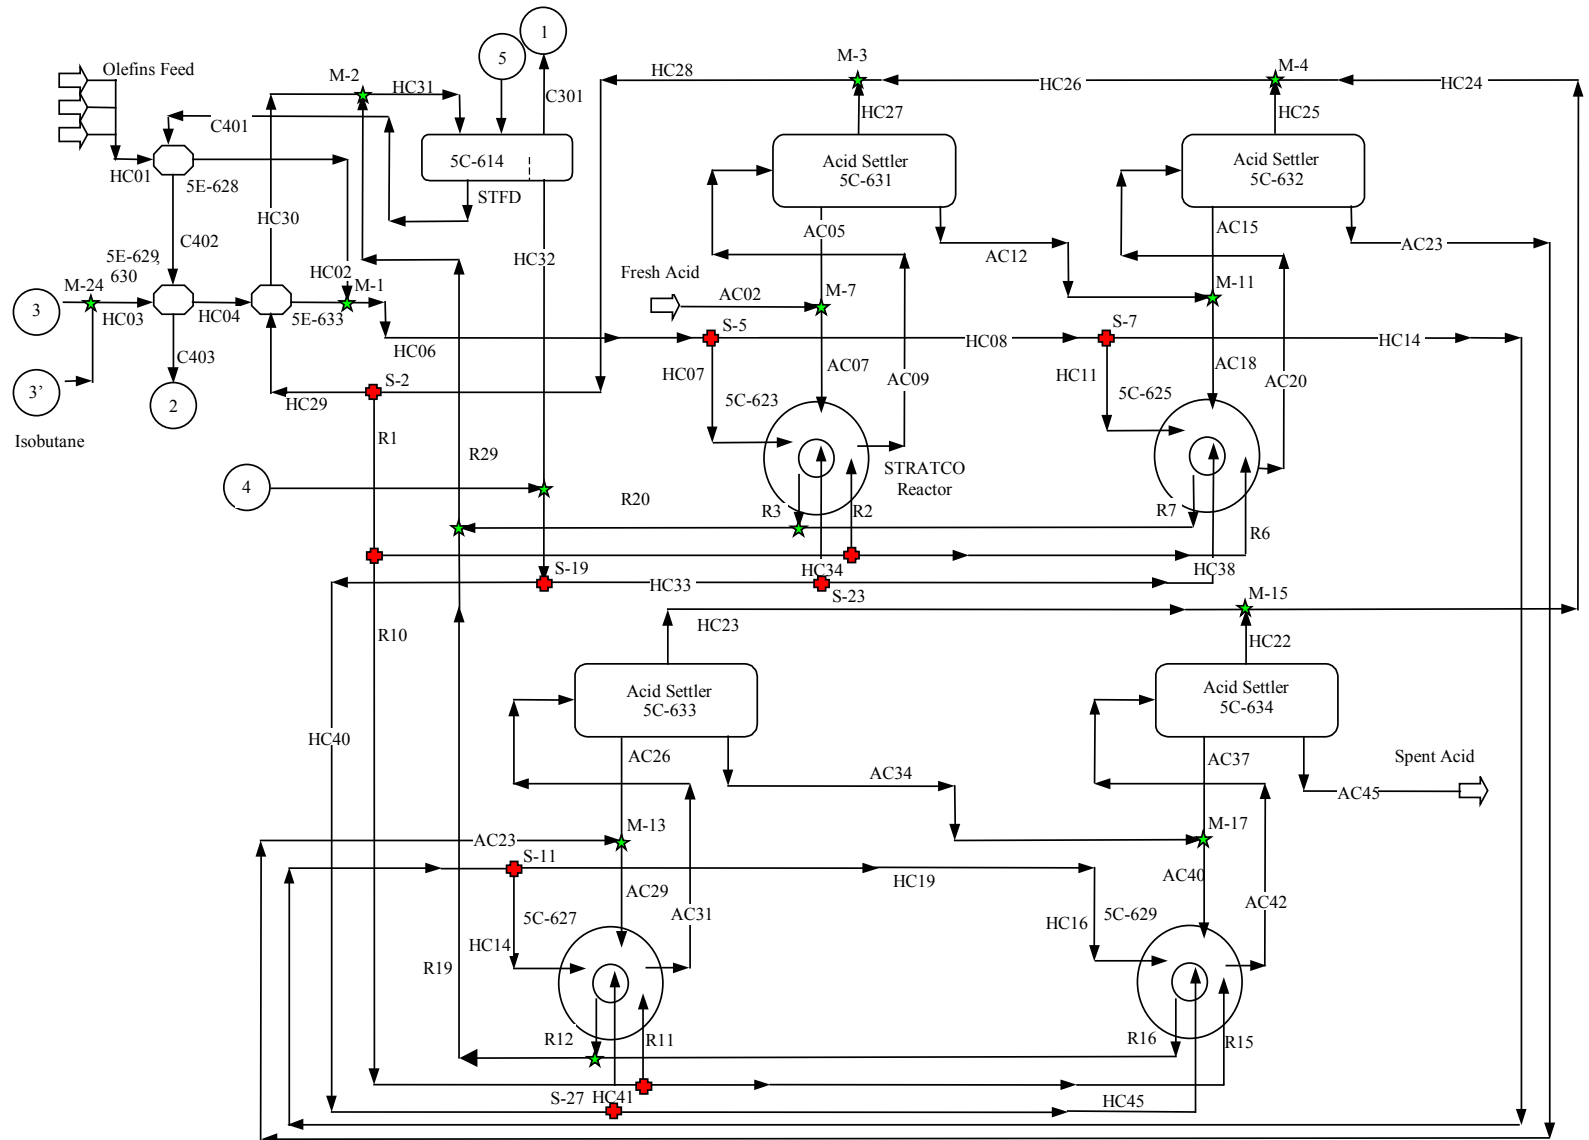 1
5
Olefins Feed
M-2
HC31
C301
HC28
M-3
HC26
M-4
HC24
C401
HC27
HC25
5C-614
Acid Settler
5C-631
Acid Settler
5C-632
HC01
5E-628
STFD
HC30
C402
AC05
AC15
AC12
AC23
5E-629,
630
HC02
HC32
Fresh Acid
M-24
M-1
AC02
M-7
M-11
3
HC03
HC04
5E-633
S-5
S-7
HC06
HC08
HC14
C403
HC07
AC07
AC09
HC11
AC18
AC20
3’
2
HC29
S-2
5C-623
5C-625
Isobutane
R1
R29
STRATCO
Reactor
4
R20
R3
R2
R7
R6
S-19
HC33
HC34
HC38
S-23
M-15
R10
HC23
HC22
Acid Settler
5C-633
Acid Settler
5C-634
HC40
AC26
AC37
Spent Acid
AC34
AC45
AC23
M-13
M-17
S-11
HC19
AC40
AC29
AC31
AC42
5C-627
5C-629
HC14
HC16
R19
R12
R11
R16
R15
S-27
HC41
HC45